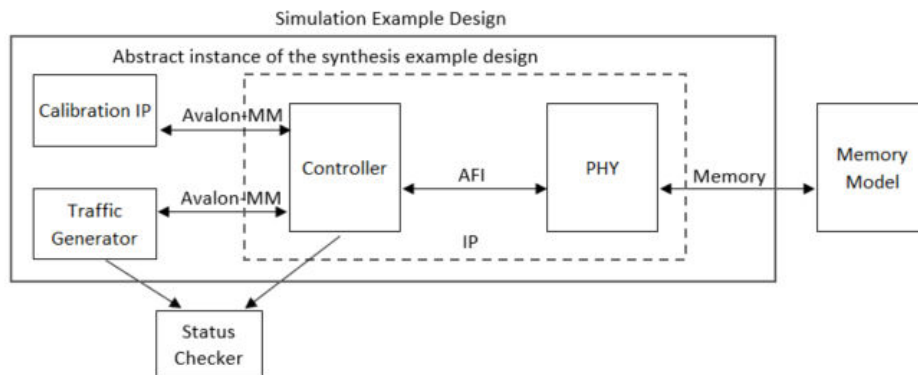 Simulation Example Design
Abstract instance of the synthesis example design
Calibration IP
Avalon-MM
Controller
AFI
PHY
Memory
Memory
Model
Avalon-MM
Traffic
Generator
IP
Status
Checker